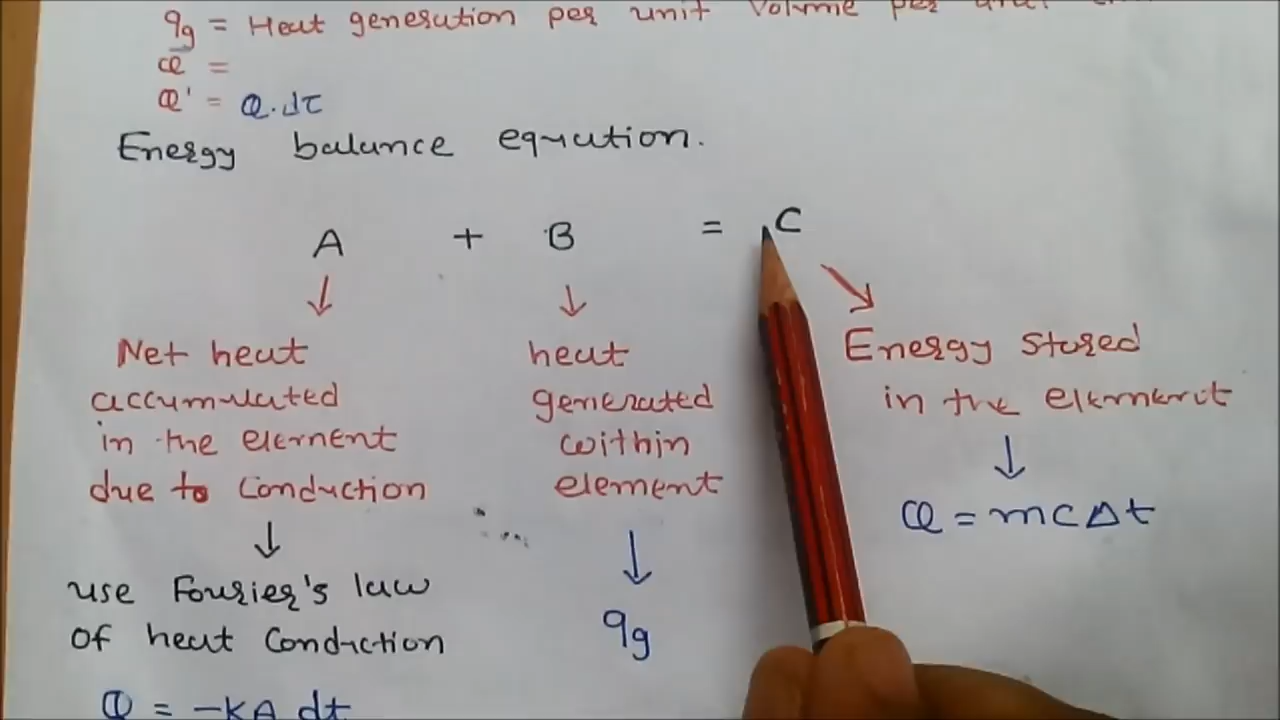 qg = Heat generation per unit Volume per unit
Q =
Q' = Q.dτ
Energy balance equation.
A + B = C
Net heat
accumulated
in the element
due to Conduction
use Fourier's law
of heat Conduction
Q = -KA dt
heat
generated
within
element
qg
Energy stored
in the element
Q = mcΔt